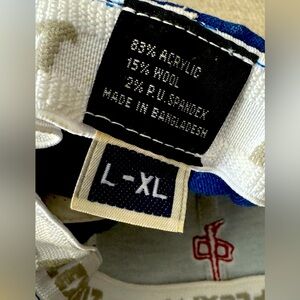 83% ACRYLIC
15% WOOL
2% P.U.SPANDEX
MADE IN BANGLADESH
L-XL